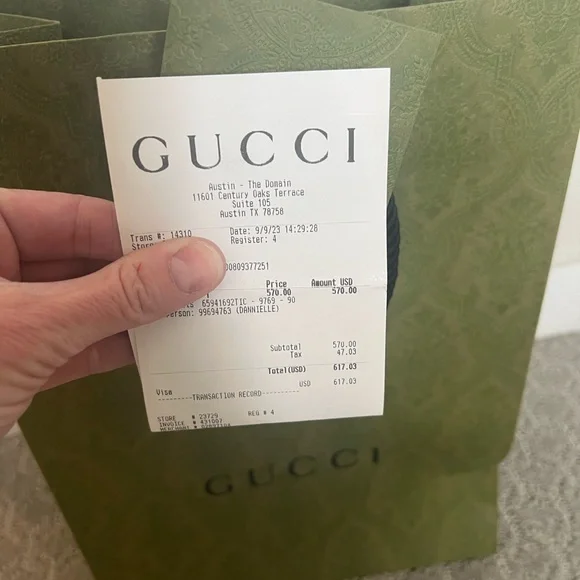 GUCCI
Austin - The Domain
11601 Century Oaks Terrace
Suite 105
Austin TX 78758
Trans #: 14310 Date: 9/9/23 14:29:28
Register: 4
00809377251
Price Amount USD
570.00 570.00
65941692TIC - 9769 - 90
99694763 (DANNIELLE)
Subtotal 570.00
Tax 47.03
Total(USD) 617.03
Visa USD 617.03
---------TRANSACTION RECORD----------
STORE # 23729 REG # 4
INVOICE # 431007
GUCCI